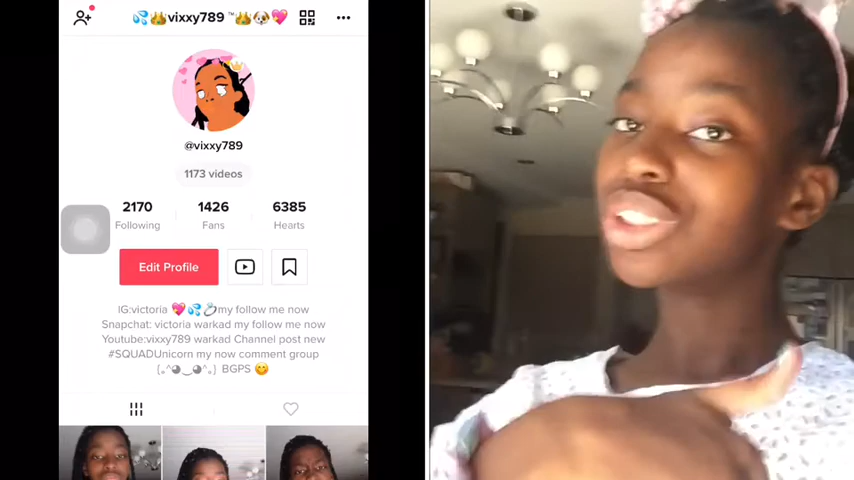 💦👑vixxy789 ™👑🐶💖
@vixxy789
1173 videos
2170 1426 6385
Following Fans Hearts
Edit Profile
IG:victoria 💖💦💍my follow me now
Snapchat: victoria warkad my follow me now
Youtube:vixxy789 warkad Channel post new
#SQUADUnicorn my now comment group
{｡^◕‿◕^｡} BGPS 😋